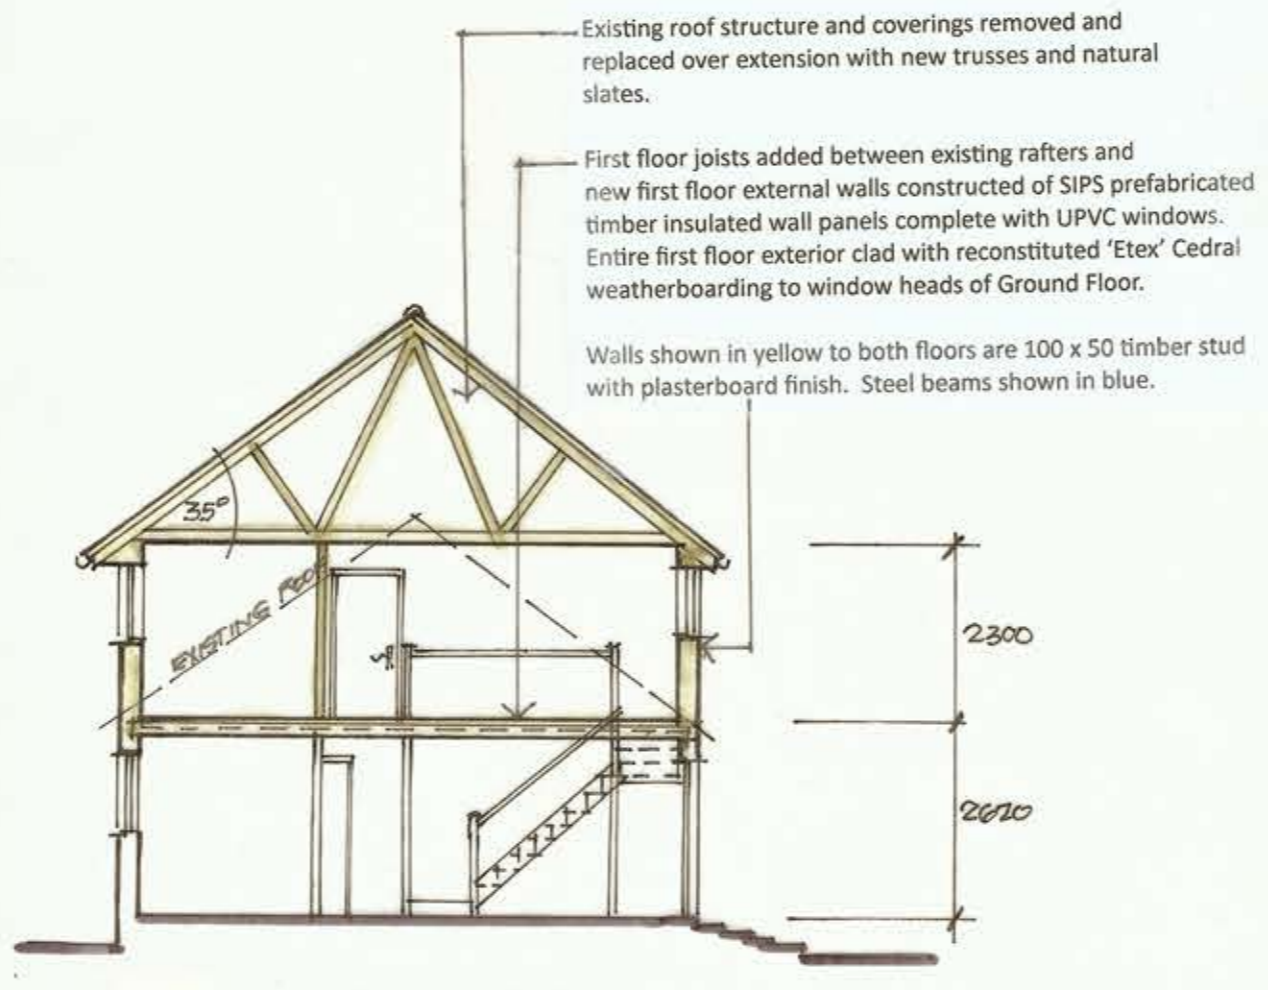 Existing roof structure and coverings removed and
replaced over extension with new trusses and natural
slates.
First floor joists added between existing rafters and
new first floor external walls constructed of SIPS prefabricated
timber insulated wall panels complete with UPVC windows.
Entire first floor exterior clad with reconstituted ‘Etex’ Cedral
weatherboarding to window heads of Ground Floor.
Walls shown in yellow to both floors are 100 x 50 timber stud
with plasterboard finish. Steel beams shown in blue.
35°
EXISTING ROOF
2300
2620